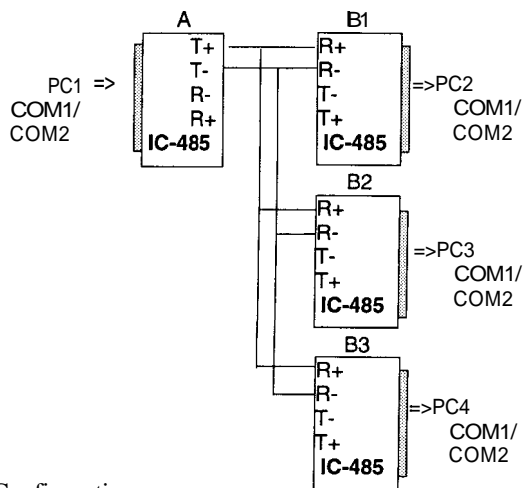 A
T+
T-
R-
R+
IC-485
PC1 =>
COM1/
COM2
B1
R+
R-
T-
T+
IC-485
=>PC2
COM1/
COM2
B2
R+
R-
T-
T+
IC-485
=>PC3
COM1/
COM2
B3
R+
R-
T-
T+
IC-485
=>PC4
COM1/
COM2